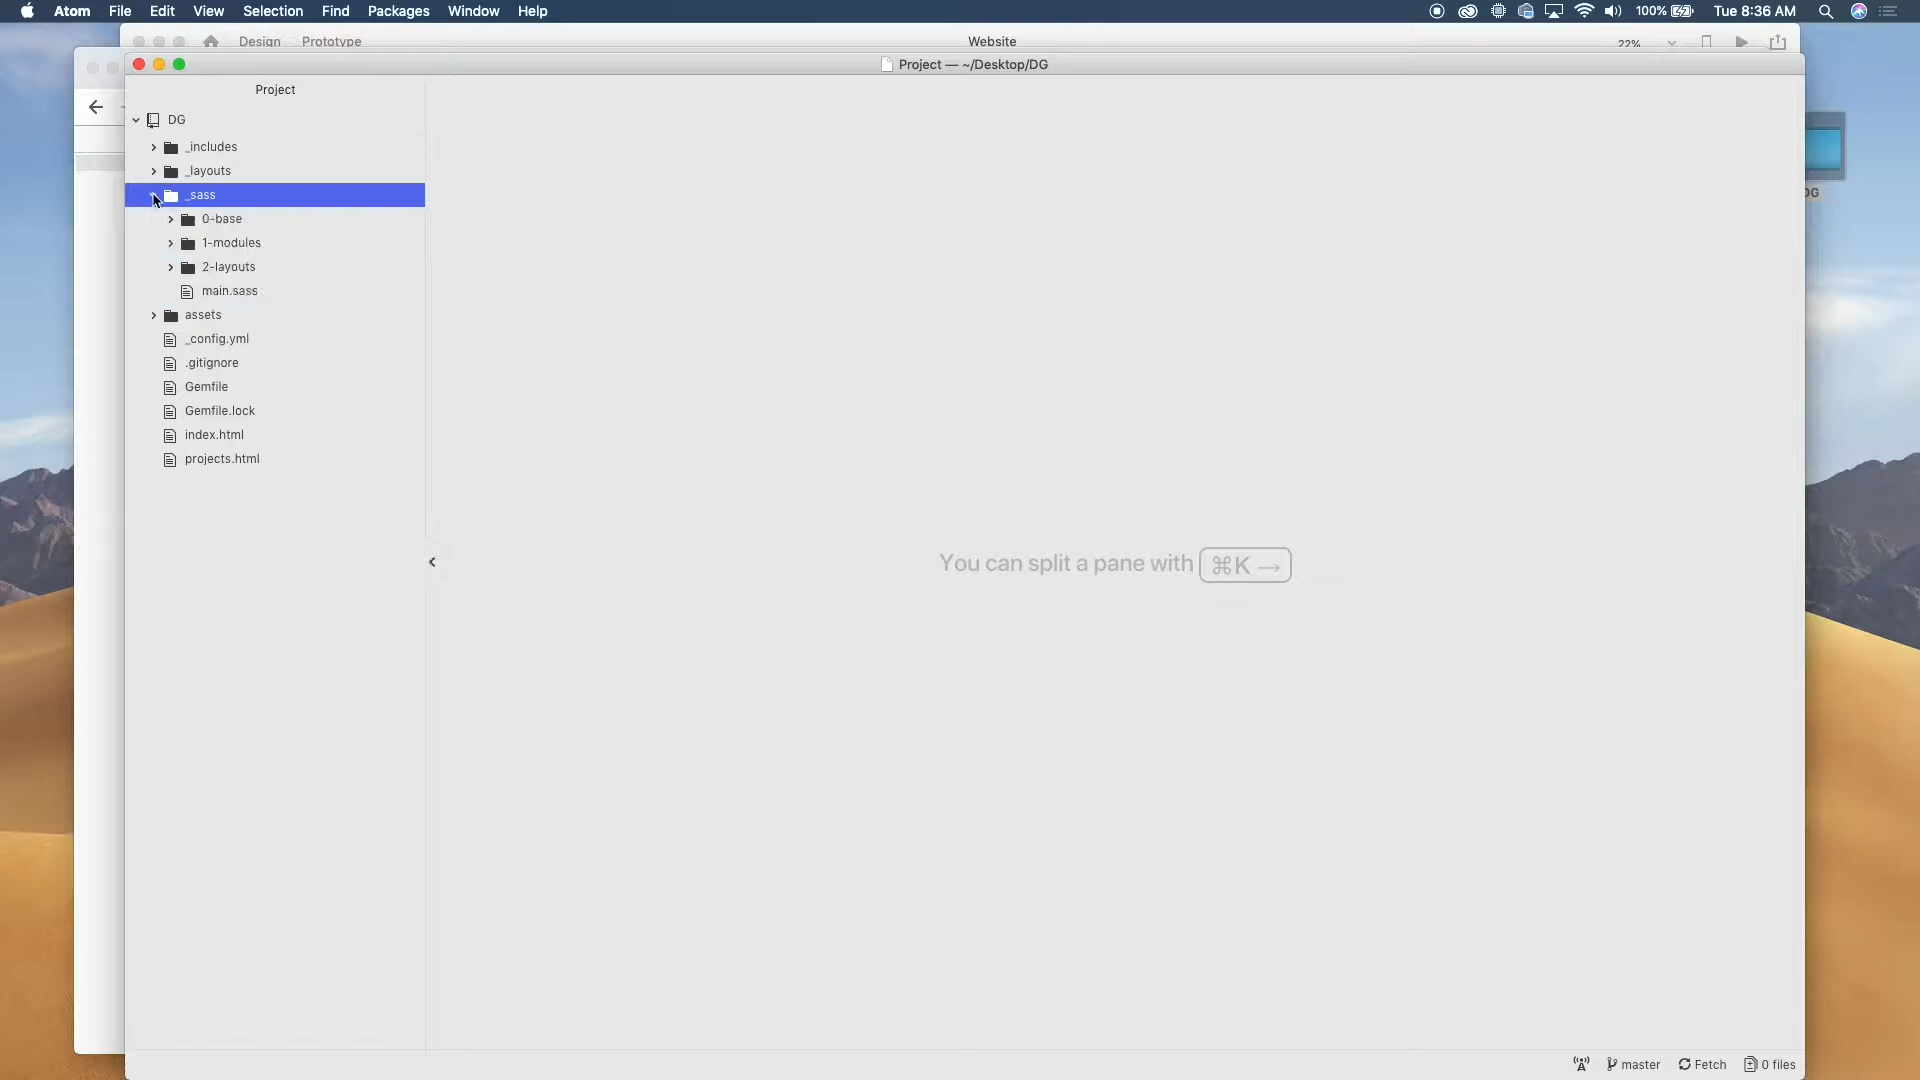 Atom File Edit View Selection Find Packages Window Help 100% Tue 8:36 AM
Design Prototype Website 22%
Project — ~/Desktop/DG
Project
DG
_includes
_layouts
_sass
0-base
1-modules
2-layouts
main.sass
assets
_config.yml
.gitignore
Gemfile
Gemfile.lock
index.html
projects.html
DG
You can split a pane with ⌘K →
master Fetch 0 files